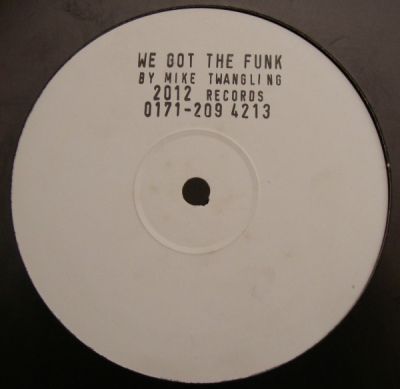 WE GOT THE FUNK
BY MIKE TWANGLING
2012 RECORDS
0171-209 4213